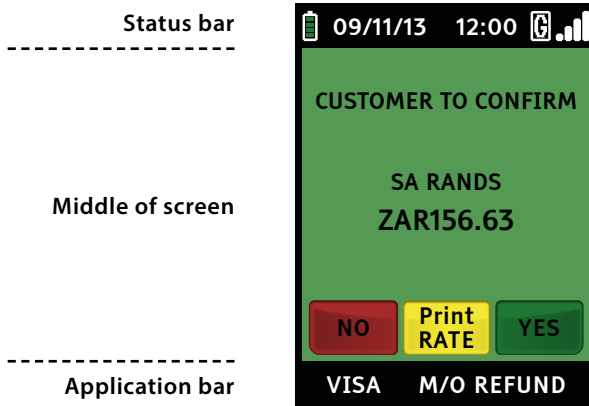 Status bar
09/11/13 12:00 G
CUSTOMER TO CONFIRM
SA RANDS
Middle of screen
ZAR156.63
NO
Print
RATE
YES
Application bar
VISA M/O REFUND